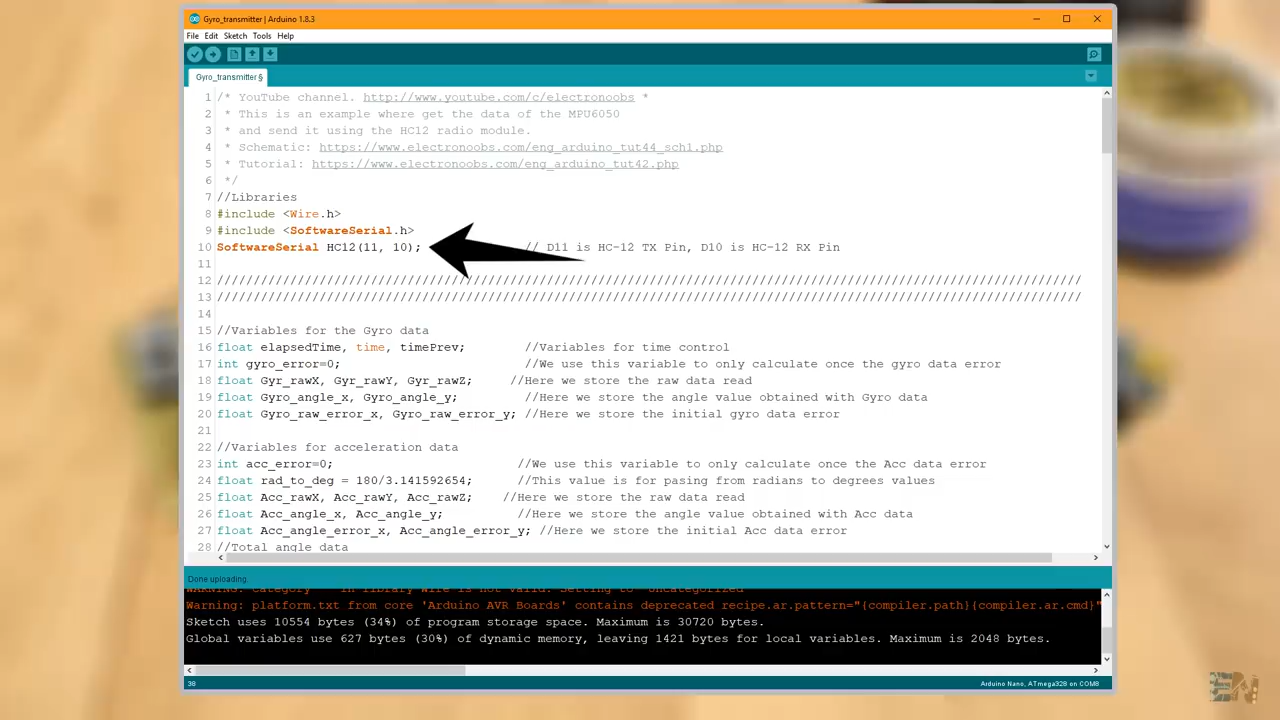 Gyro_transmitter | Arduino 1.8.3
File Edit Sketch Tools Help
Gyro_transmitter §
1 /* YouTube channel. http://www.youtube.com/c/electronoobs *
2 * This is an example where get the data of the MPU6050
3 * and send it using the HC12 radio module.
4 * Schematic: https://www.electronoobs.com/eng_arduino_tut44_sch1.php
5 * Tutorial: https://www.electronoobs.com/eng_arduino_tut42.php
6 */
7 //Libraries
8 #include <Wire.h>
9 #include <SoftwareSerial.h>
10 SoftwareSerial HC12(11, 10); // D11 is HC-12 TX Pin, D10 is HC-12 RX Pin
11
12 //////////////////////////////////////////////////////////////////////////////////////////////////////////////////////
13 //////////////////////////////////////////////////////////////////////////////////////////////////////////////////////
14
15 //Variables for the Gyro data
16 float elapsedTime, time, timePrev; //Variables for time control
17 int gyro_error=0; //We use this variable to only calculate once the gyro data error
18 float Gyr_rawX, Gyr_rawY, Gyr_rawZ; //Here we store the raw data read
19 float Gyro_angle_x, Gyro_angle_y; //Here we store the angle value obtained with Gyro data
20 float Gyro_raw_error_x, Gyro_raw_error_y; //Here we store the initial gyro data error
21
22 //Variables for acceleration data
23 int acc_error=0; //We use this variable to only calculate once the Acc data error
24 float rad_to_deg = 180/3.141592654; //This value is for pasing from radians to degrees values
25 float Acc_rawX, Acc_rawY, Acc_rawZ; //Here we store the raw data read
26 float Acc_angle_x, Acc_angle_y; //Here we store the angle value obtained with Acc data
27 float Acc_angle_error_x, Acc_angle_error_y; //Here we store the initial Acc data error
28 //Total angle data
Done uploading.
WARNING: Category '' in library Wire is not valid. Setting to 'Uncategorized'
Warning: platform.txt from core 'Arduino AVR Boards' contains deprecated recipe.ar.pattern="{compiler.path}{compiler.ar.cmd}"
Sketch uses 10554 bytes (34%) of program storage space. Maximum is 30720 bytes.
Global variables use 627 bytes (30%) of dynamic memory, leaving 1421 bytes for local variables. Maximum is 2048 bytes.
38 Arduino Nano, ATmega328 on COM8
EN